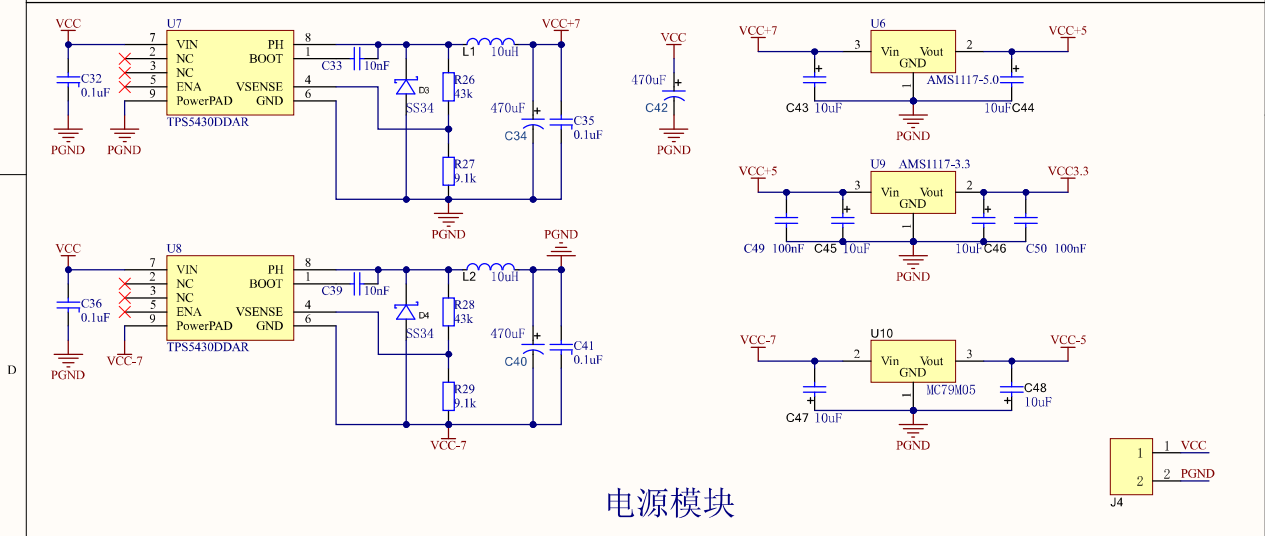 VCC
U7
7 VIN PH 8
2 NC BOOT 1
3 NC
5 ENA VSENSE 4
9 PowerPAD GND 6
TPS5430DDAR
C32
0.1uF
PGND
PGND
C33 10nF
D3
SS34
L1 10uH
R26
43k
R27
9.1k
470uF
C34
C35
0.1uF
VCC+7
PGND
VCC
470uF
C42
PGND
VCC+7
U6
3 Vin Vout 2
GND
1
AMS1117-5.0
VCC+5
C43 10uF
10uF C44
PGND
VCC+5
U9 AMS1117-3.3
3 Vin Vout 2
GND
1
VCC3.3
C49 100nF
C45 10uF
10uF C46
C50 100nF
PGND
VCC
U8
7 VIN PH 8
2 NC BOOT 1
3 NC
5 ENA VSENSE 4
9 PowerPAD GND 6
TPS5430DDAR
C36
0.1uF
PGND
VCC-7
C39 10nF
D4
SS34
L2 10uH
R28
43k
R29
9.1k
470uF
C40
C41
0.1uF
PGND
VCC-7
VCC-7
U10
2 Vin Vout 3
GND
1
MC79M05
VCC-5
C47 10uF
C48
10uF
PGND
D
1 1 VCC
2 2 PGND
J4
电源模块